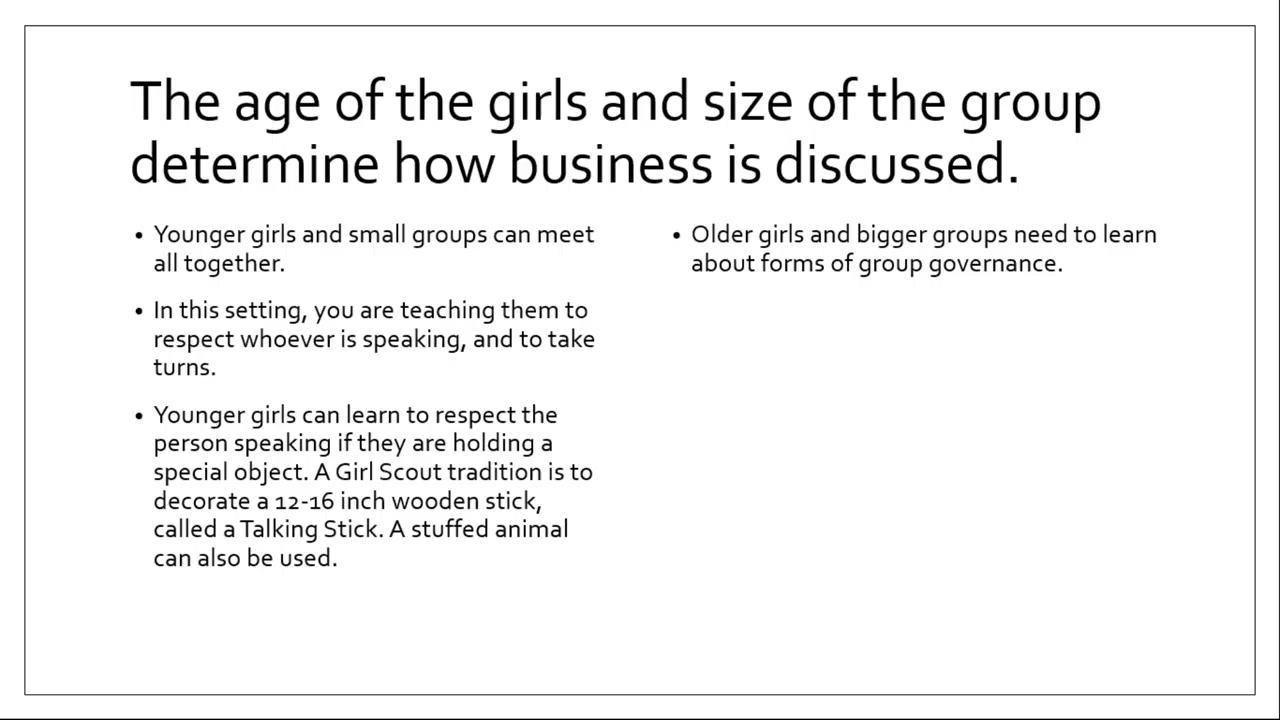 The age of the girls and size of the group
determine how business is discussed.
• Younger girls and small groups can meet
all together.
• In this setting, you are teaching them to
respect whoever is speaking, and to take
turns.
• Younger girls can learn to respect the
person speaking if they are holding a
special object. A Girl Scout tradition is to
decorate a 12-16 inch wooden stick,
called a Talking Stick. A stuffed animal
can also be used.
• Older girls and bigger groups need to learn
about forms of group governance.